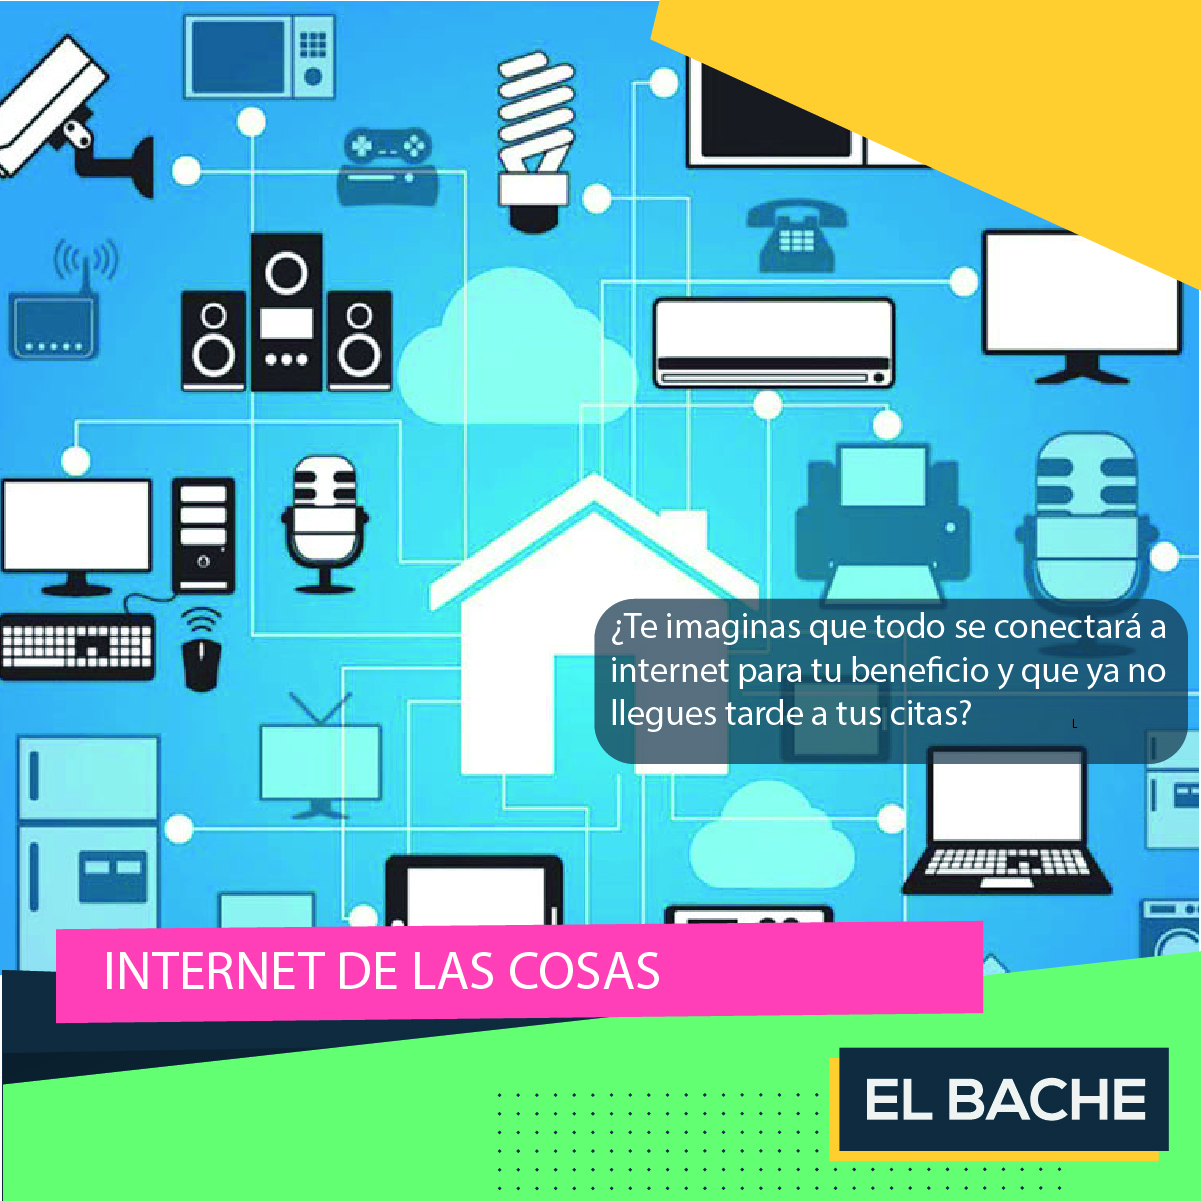 ¿Te imaginas que todo se conectará a
internet para tu beneficio y que ya no
llegues tarde a tus citas?
L
INTERNET DE LAS COSAS
EL BACHE